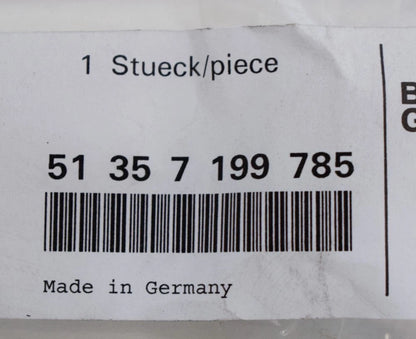 1 Stueck/piece
B
G
51 35 7 199 785
Made in Germany